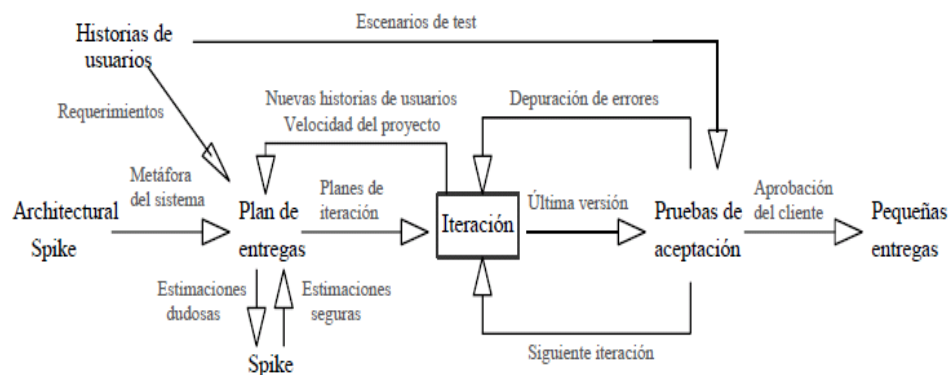 Escenarios de test
Historias de
usuarios
Requerimientos
Nuevas historias de usuarios
Velocidad del proyecto
Depuración de errores
Metáfora
del sistema
Architectural
Spike
Plan de
entregas
Planes de
iteración
Iteración
Última versión
Pruebas de
aceptación
Aprobación
del cliente
Pequeñas
entregas
Estimaciones
dudosas
Estimaciones
seguras
Spike
Siguiente iteración